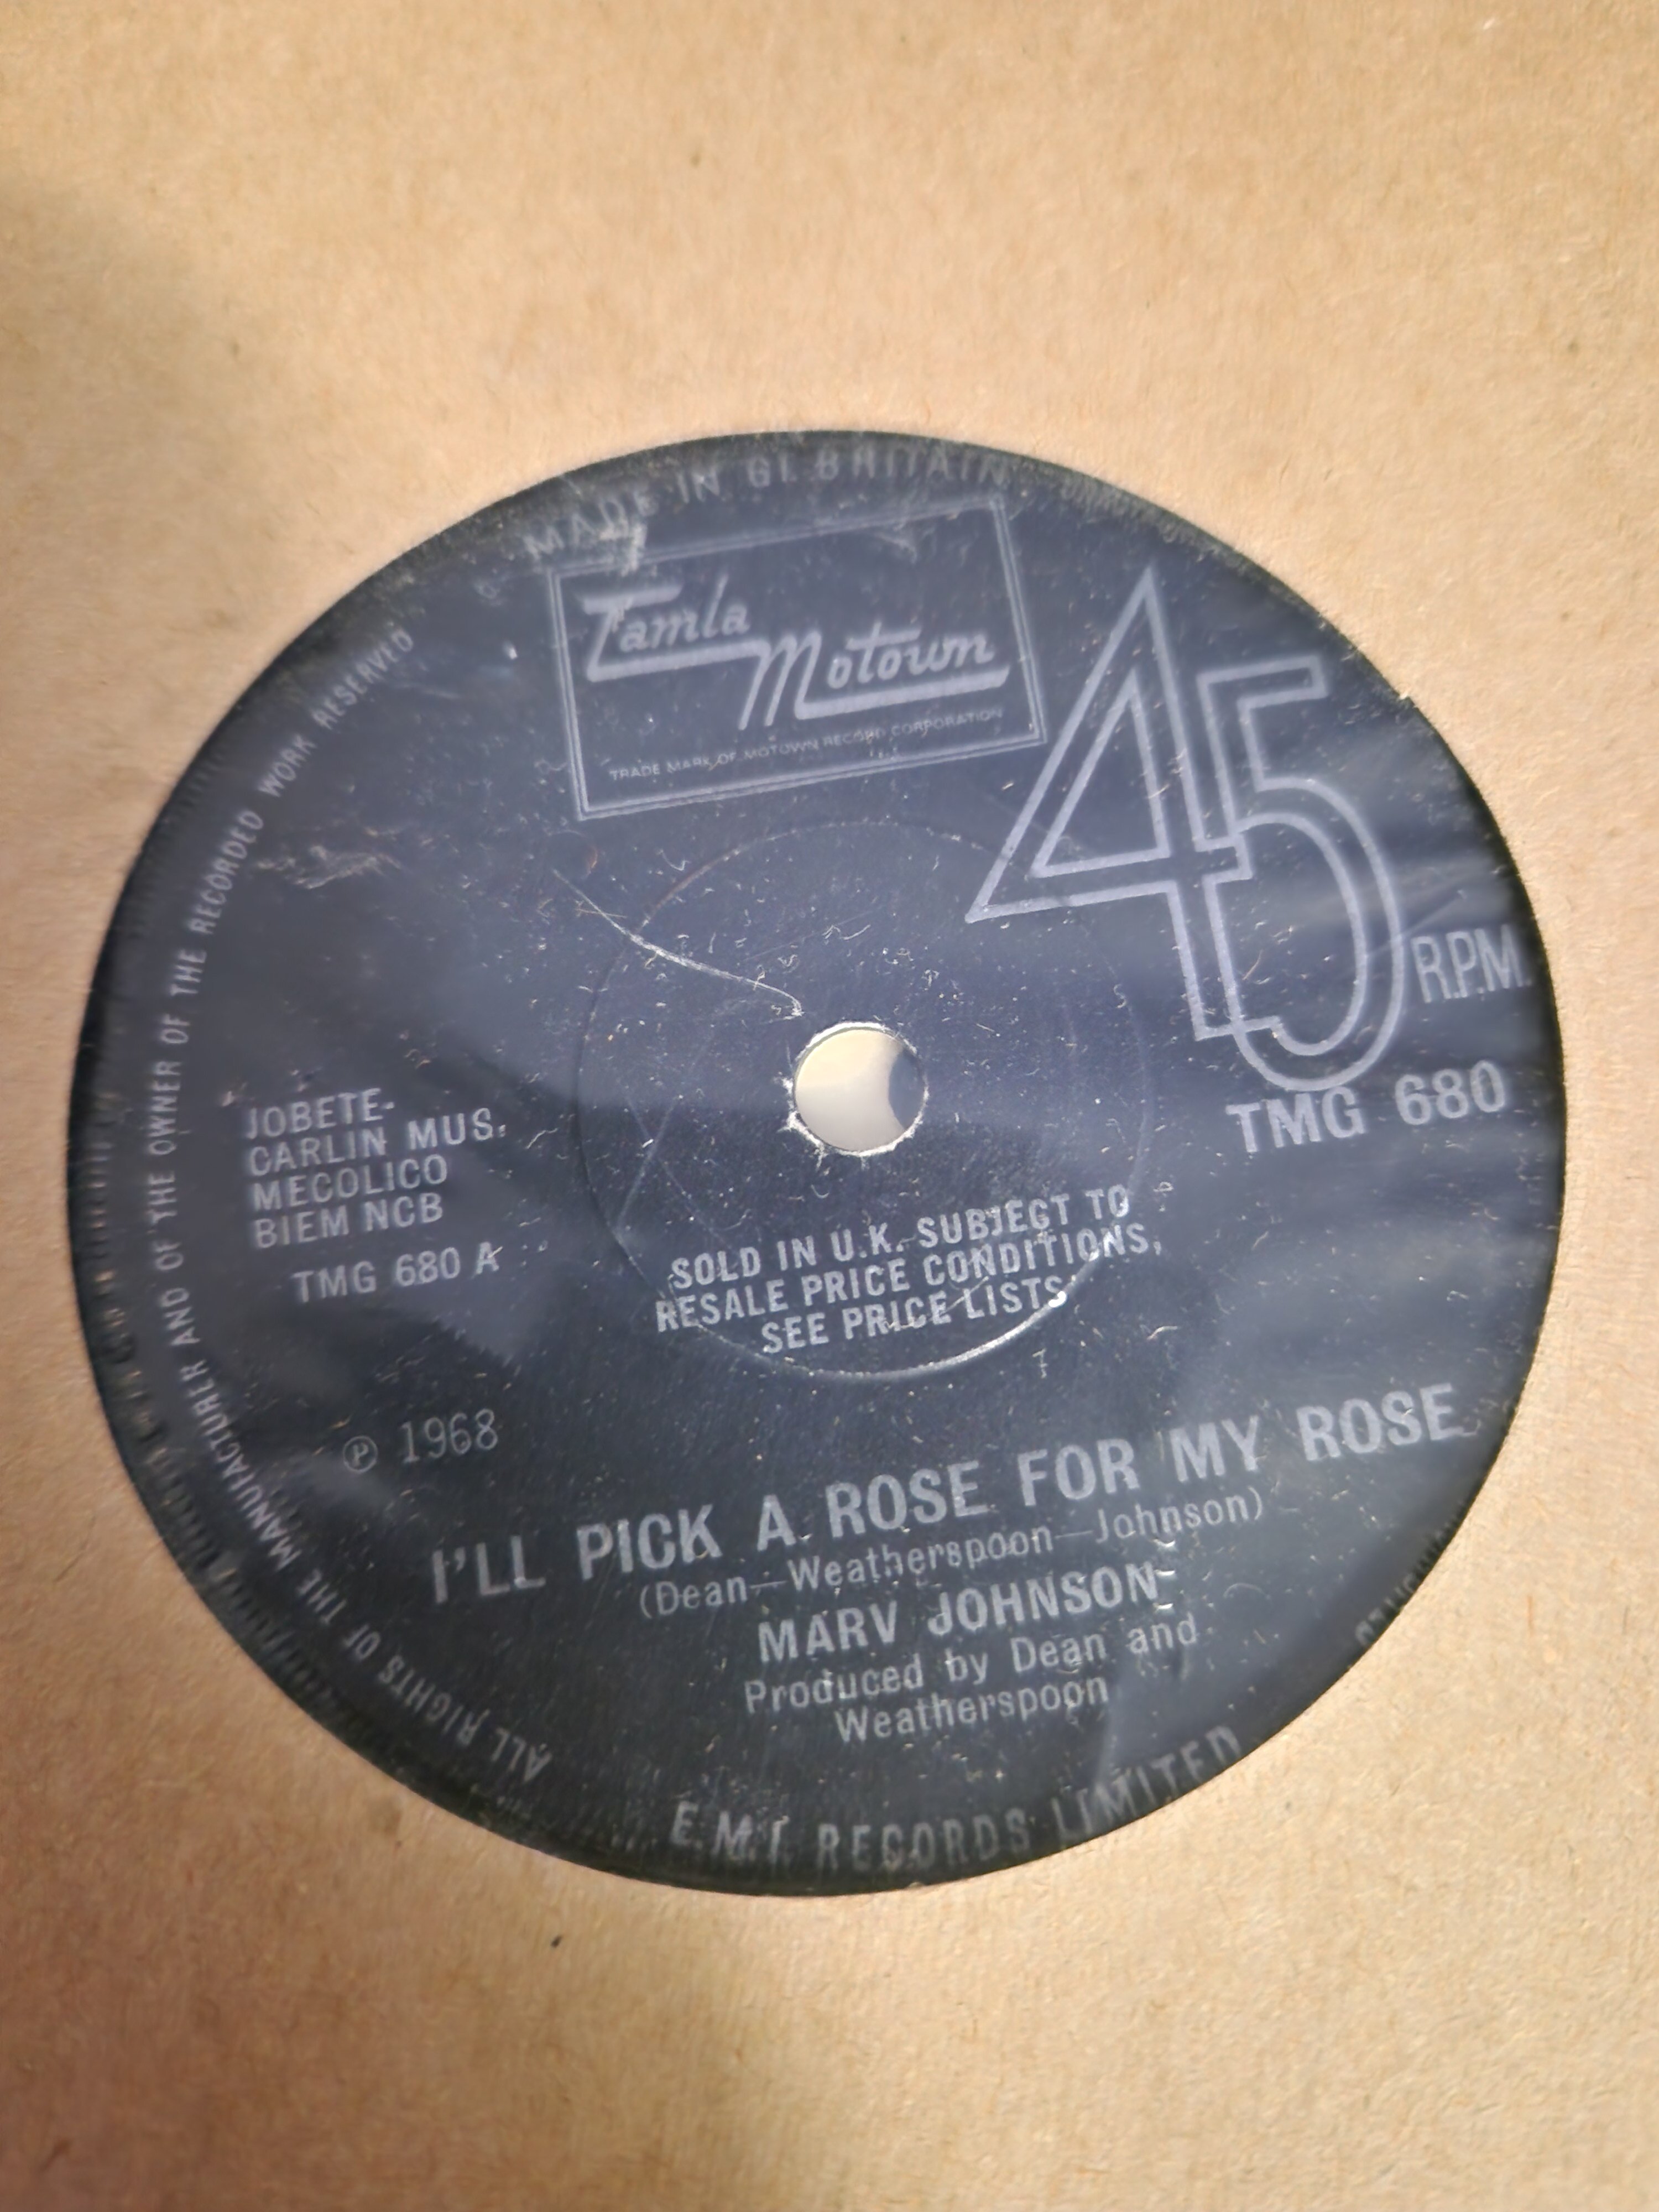 MADE IN GT. BRITAIN
Tamla
Motown
TRADE MARK OF MOTOWN RECORD CORPORATION
45
R.P.M.
TMG 680
ALL RIGHTS OF THE MANUFACTURER AND OF THE OWNER OF THE RECORDED WORK RESERVED
JOBETE-
CARLIN MUS.
MECOLICO
BIEM NCB
TMG 680 A
SOLD IN U.K. SUBJECT TO
RESALE PRICE CONDITIONS,
SEE PRICE LISTS
℗ 1968
I'LL PICK A ROSE FOR MY ROSE
(Dean—Weatherspoon—Johnson)
MARV JOHNSON
Produced by Dean and
Weatherspoon
E.M.I. RECORDS LIMITED